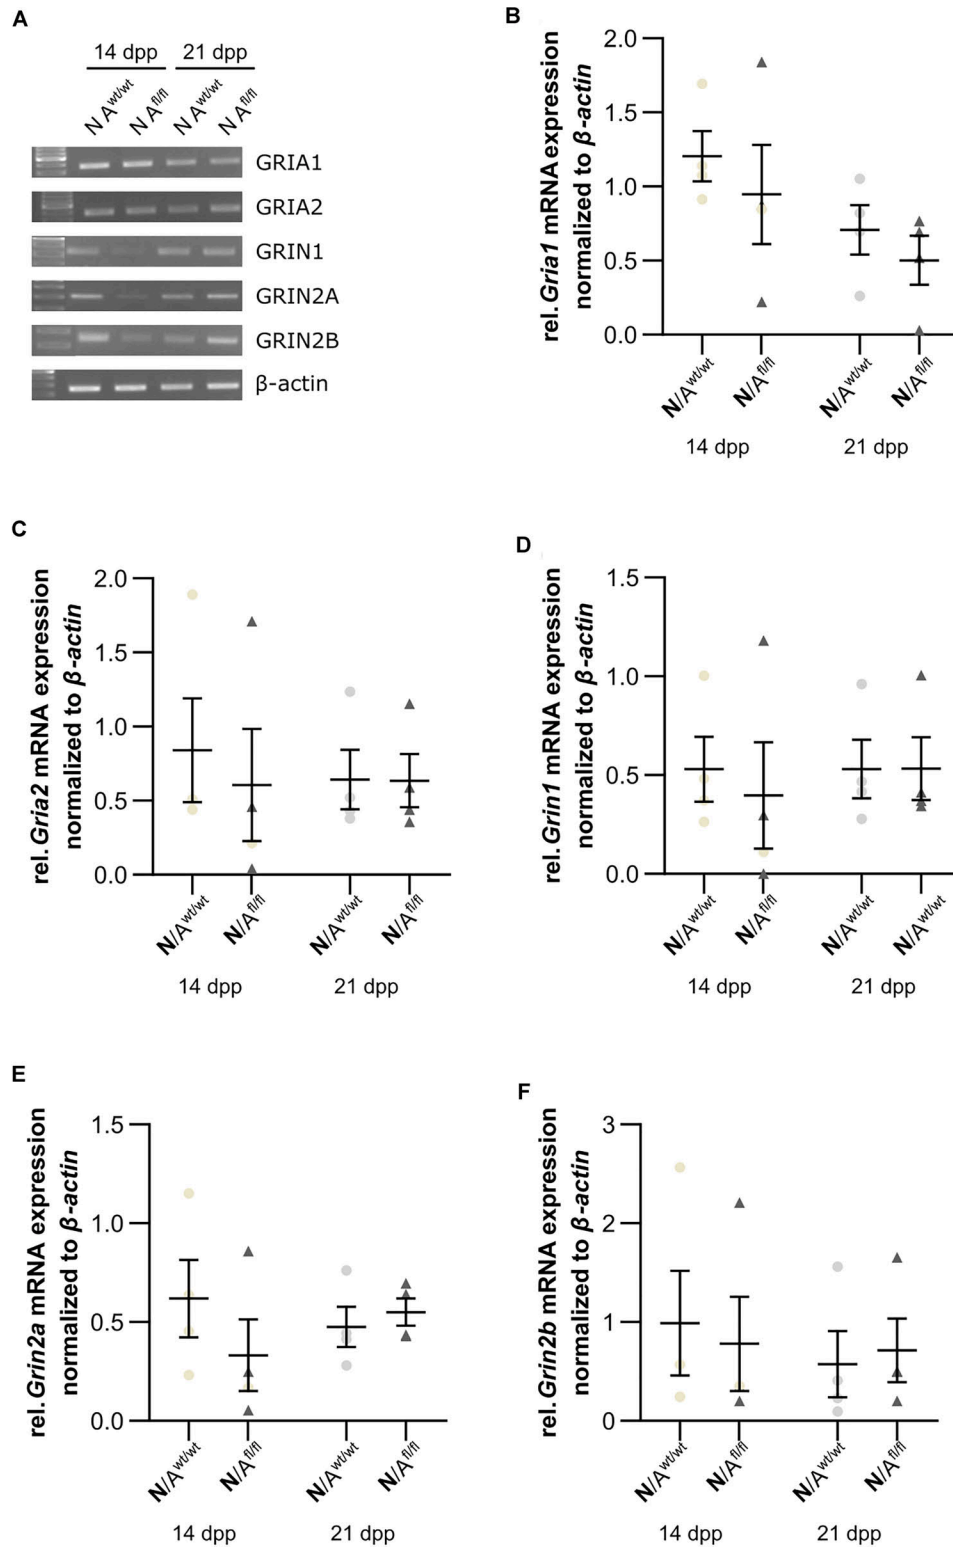 A
14 dpp 21 dpp
N A^wt/wt N A^fl/fl N A^wt/wt N A^fl/fl
GRIA1
GRIA2
GRIN1
GRIN2A
GRIN2B
β-actin
B
rel. Gria1 mRNA expression
normalized to β-actin
2.0
1.5
1.0
0.5
0.0
N/A^wt/wt N/A^fl/fl N/A^wt/wt N/A^fl/fl
14 dpp 21 dpp
C
rel. Gria2 mRNA expression
normalized to β-actin
2.0
1.5
1.0
0.5
0.0
N/A^wt/wt N/A^fl/fl N/A^wt/wt N/A^fl/fl
14 dpp 21 dpp
D
rel. Grin1 mRNA expression
normalized to β-actin
1.5
1.0
0.5
0.0
N/A^wt/wt N/A^fl/fl N/A^wt/wt N/A^wt/wt
14 dpp 21 dpp
E
rel. Grin2a mRNA expression
normalized to β-actin
1.5
1.0
0.5
0.0
N/A^wt/wt N/A^fl/fl N/A^wt/wt N/A^fl/fl
14 dpp 21 dpp
F
rel. Grin2b mRNA expression
normalized to β-actin
3
2
1
0
N/A^wt/wt N/A^fl/fl N/A^wt/wt N/A^fl/fl
14 dpp 21 dpp